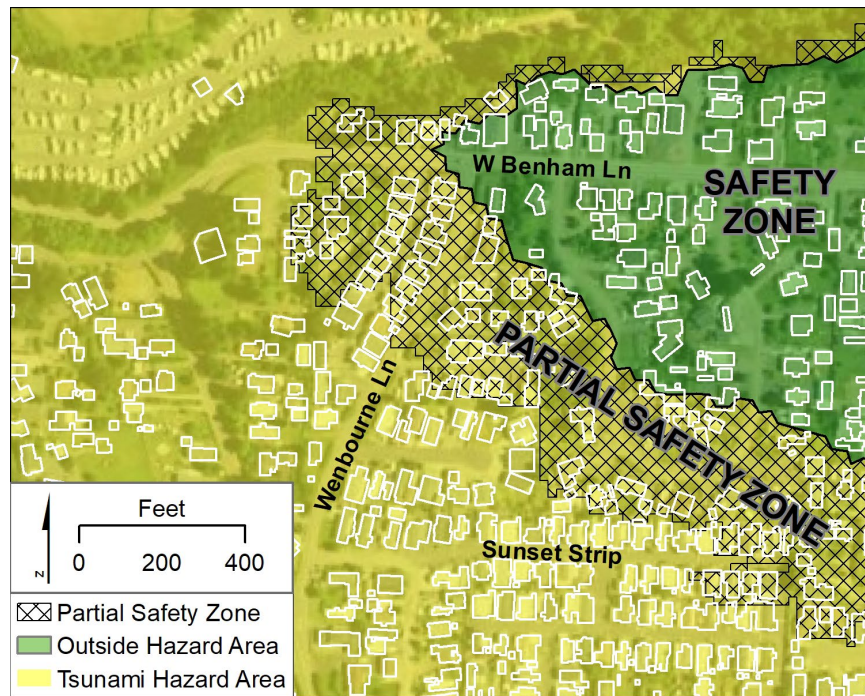 W Benham Ln
SAFETY
ZONE
PARTIAL SAFETY ZONE
Wenbourne Ln
Sunset Strip
Feet
0 200 400
N
Partial Safety Zone
Outside Hazard Area
Tsunami Hazard Area